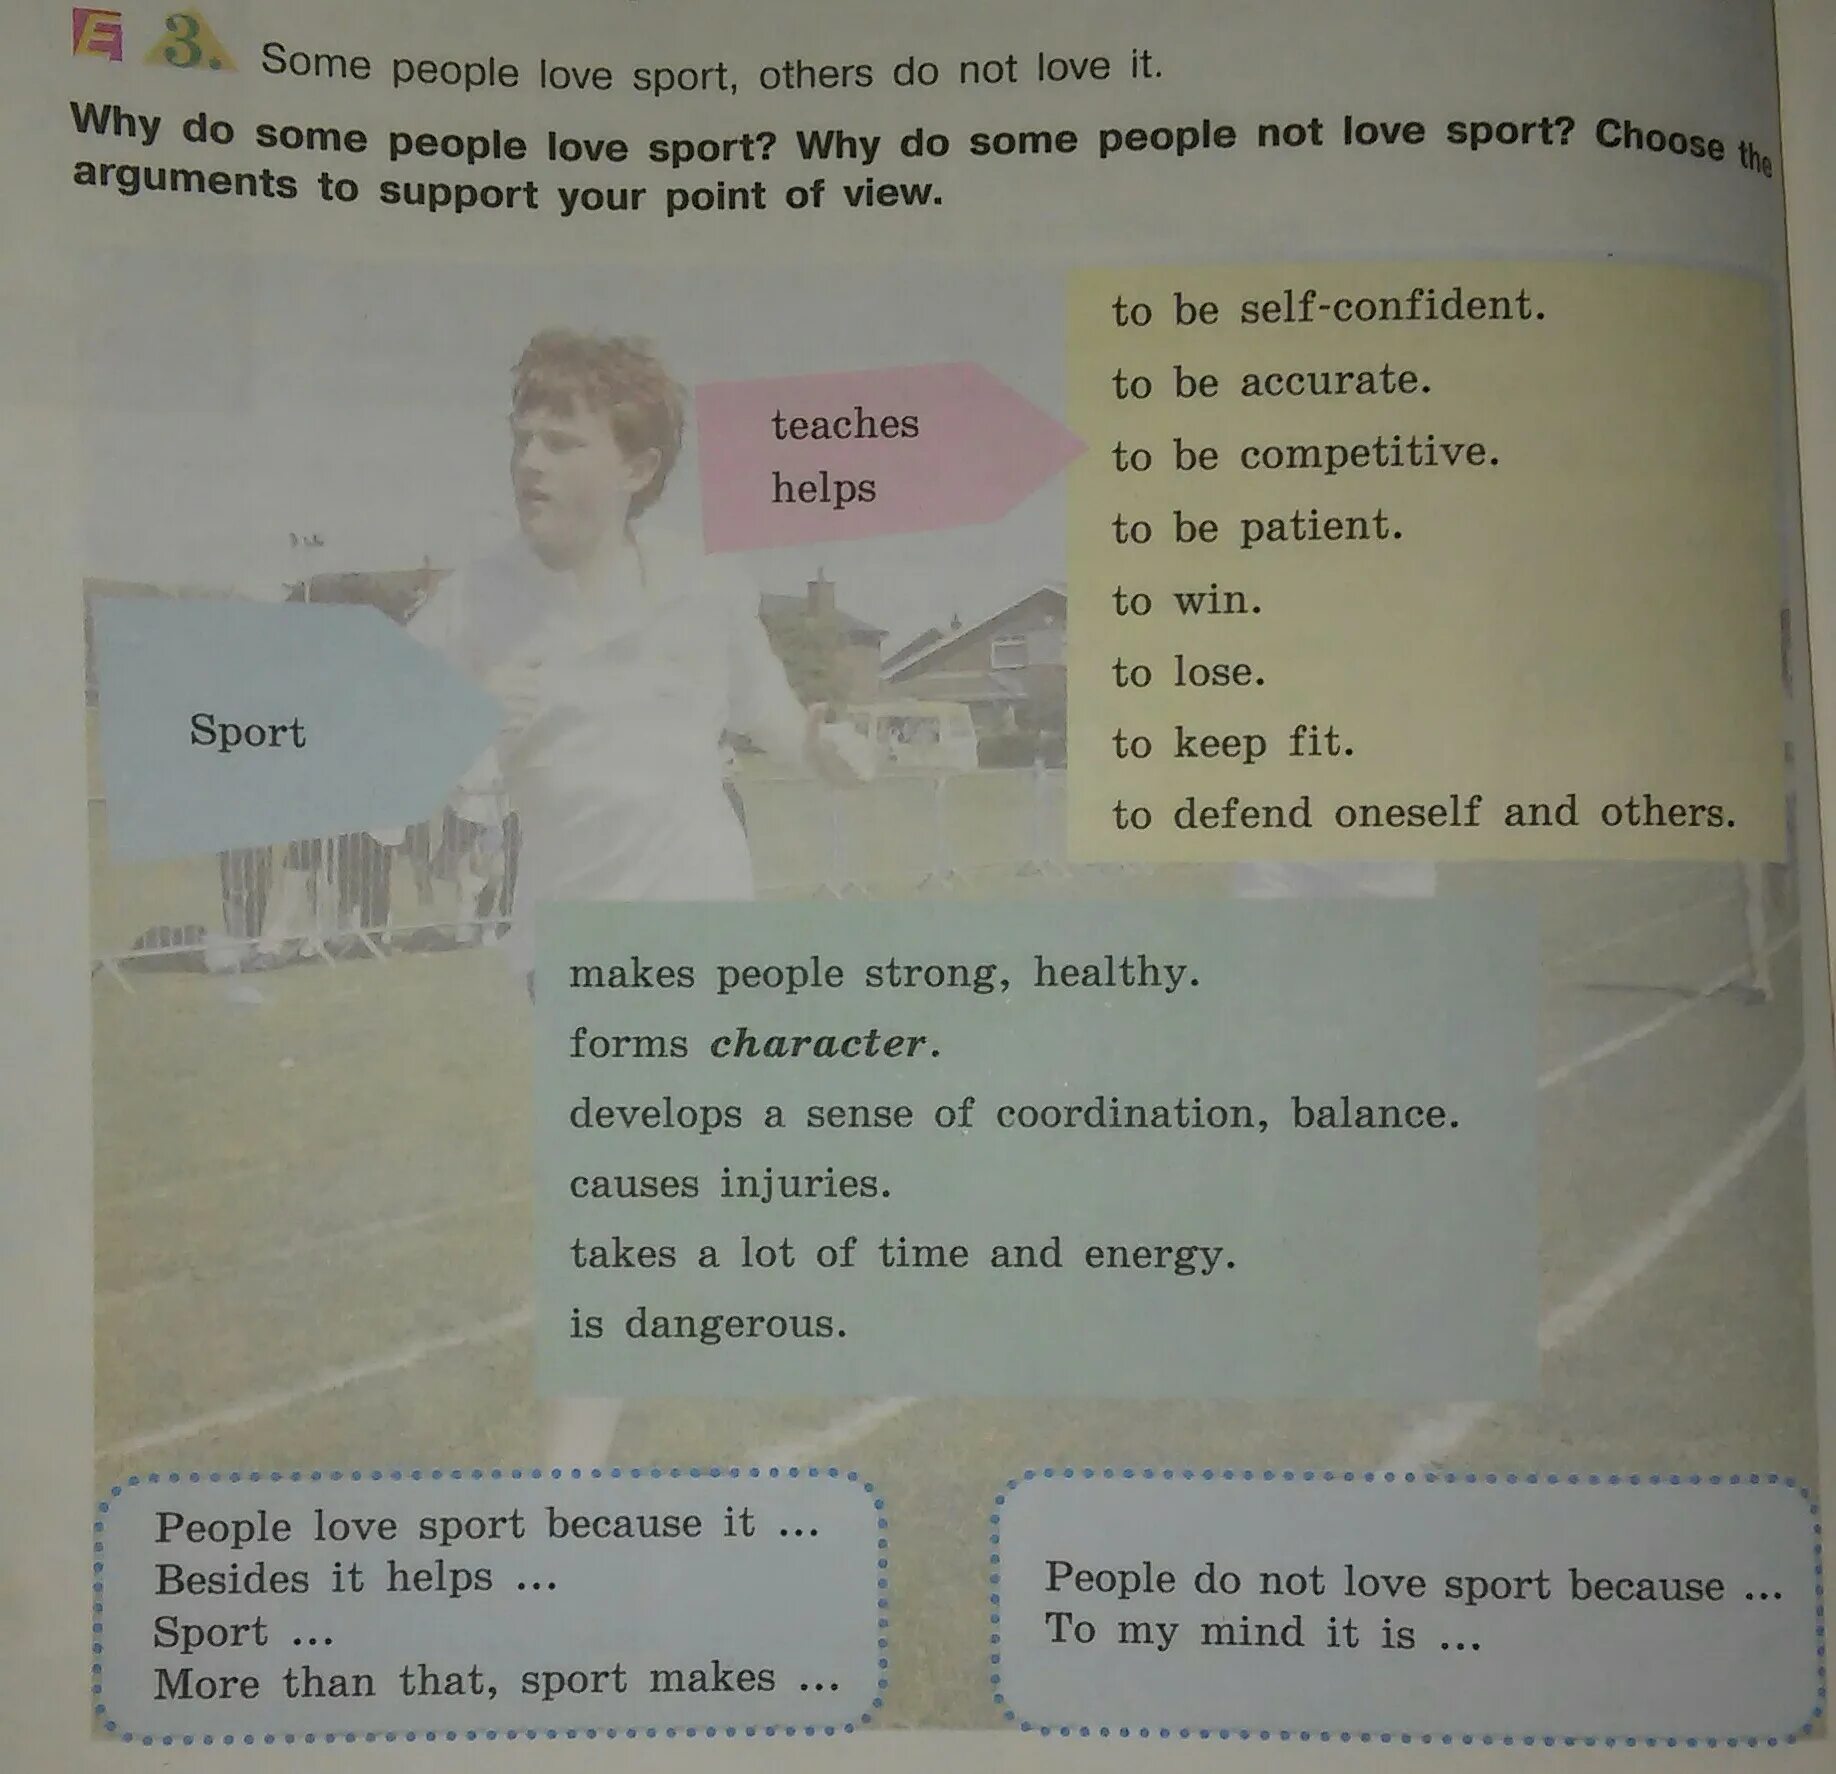 E 3. Some people love sport, others do not love it.
Why do some people love sport? Why do some people not love sport? Choose the
arguments to support your point of view.
to be self-confident.
to be accurate.
teaches
to be competitive.
helps
to be patient.
to win.
to lose.
Sport
to keep fit.
to defend oneself and others.
makes people strong, healthy.
forms character.
develops a sense of coordination, balance.
causes injuries.
takes a lot of time and energy.
is dangerous.
People love sport because it ...
Besides it helps ...
Sport ...
More than that, sport makes ...
People do not love sport because ...
To my mind it is ...